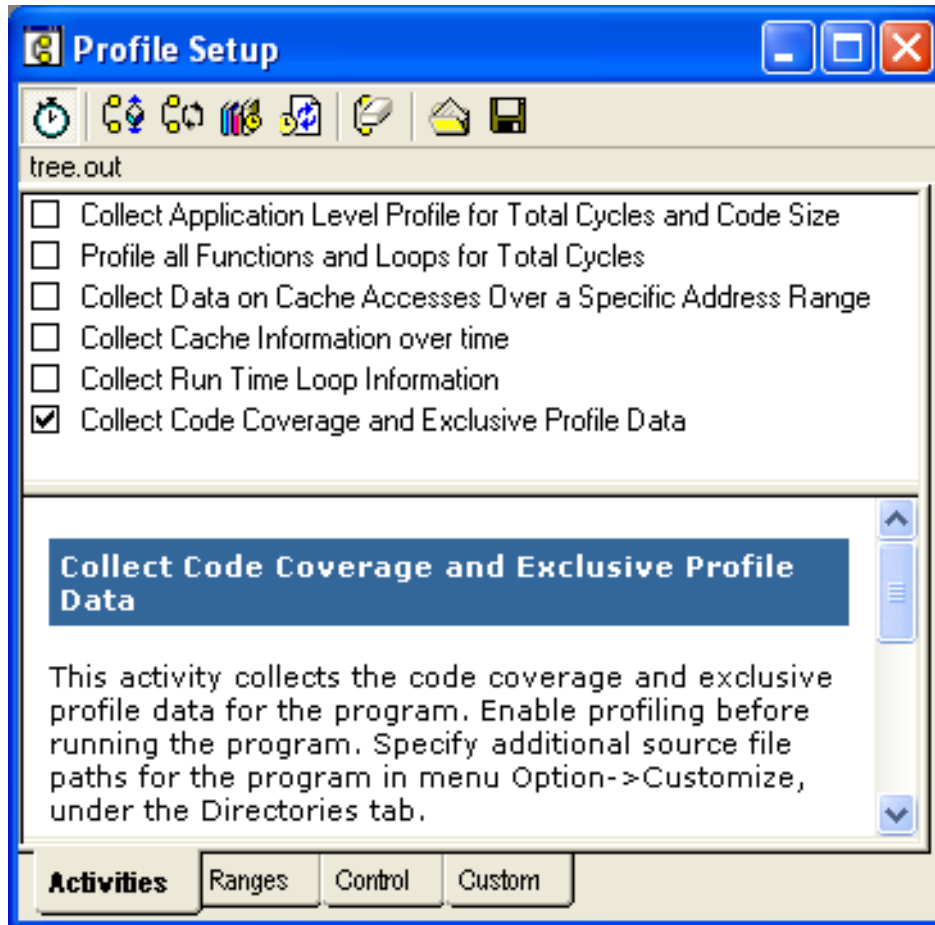 Profile Setup
tree.out
Collect Application Level Profile for Total Cycles and Code Size
Profile all Functions and Loops for Total Cycles
Collect Data on Cache Accesses Over a Specific Address Range
Collect Cache Information over time
Collect Run Time Loop Information
Collect Code Coverage and Exclusive Profile Data
Collect Code Coverage and Exclusive Profile
Data
This activity collects the code coverage and exclusive
profile data for the program. Enable profiling before
running the program. Specify additional source file
paths for the program in menu Option->Customize,
under the Directories tab.
Activities Ranges Control Custom